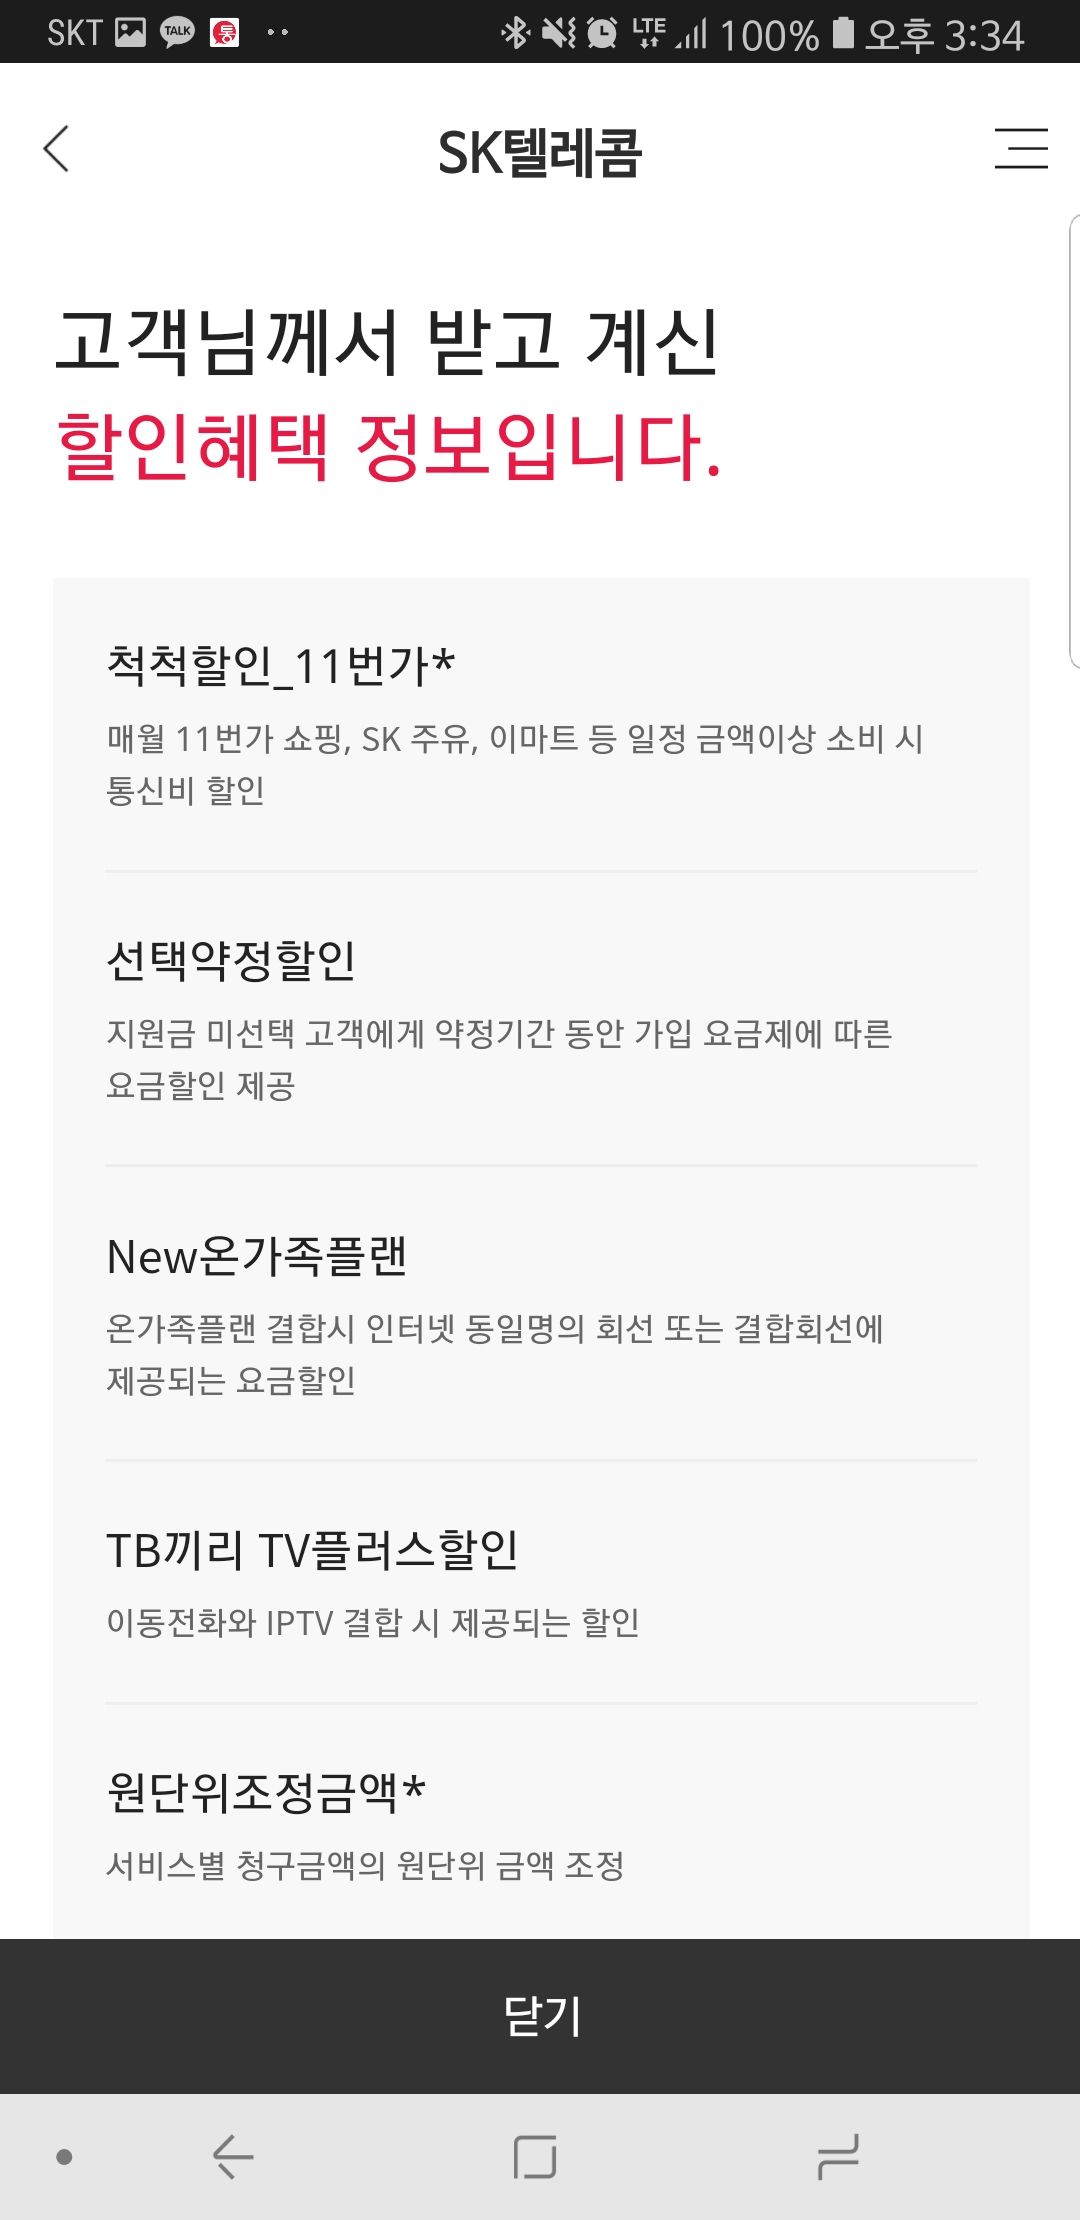 SKT TALK 통 LTE 100% 오후 3:34
SK텔레콤
고객님께서 받고 계신
할인혜택 정보입니다.
척척할인_11번가*
매월 11번가 쇼핑, SK 주유, 이마트 등 일정 금액이상 소비 시
통신비 할인
선택약정할인
지원금 미선택 고객에게 약정기간 동안 가입 요금제에 따른
요금할인 제공
New온가족플랜
온가족플랜 결합시 인터넷 동일명의 회선 또는 결합회선에
제공되는 요금할인
TB끼리 TV플러스할인
이동전화와 IPTV 결합 시 제공되는 할인
원단위조정금액*
서비스별 청구금액의 원단위 금액 조정
닫기